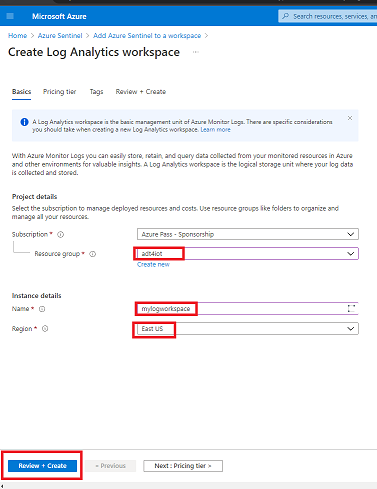 Microsoft Azure
Search resources, services, an
Home > Azure Sentinel > Add Azure Sentinel to a workspace >
Create Log Analytics workspace ...
Basics Pricing tier Tags Review + Create
A Log Analytics workspace is the basic management unit of Azure Monitor Logs. There are specific considerations
you should take when creating a new Log Analytics workspace. Learn more
With Azure Monitor Logs you can easily store, retain, and query data collected from your monitored resources in Azure
and other environments for valuable insights. A Log Analytics workspace is the logical storage unit where your log
data is collected and stored.
Project details
Select the subscription to manage deployed resources and costs. Use resource groups like folders to organize and
manage all your resources.
Subscription * Azure Pass - Sponsorship
Resource group * adt4iot
Create new
Instance details
Name * mylogworkspace
Region * East US
Review + Create < Previous Next : Pricing tier >